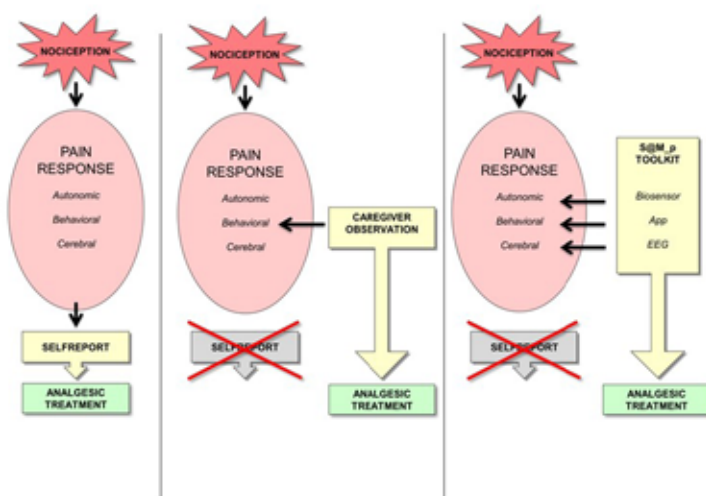 NOCICEPTION
PAIN
RESPONSE
Autonomic
Behavioral
Cerebral
SELFREPORT
ANALGESIC
TREATMENT
NOCICEPTION
PAIN
RESPONSE
Autonomic
Behavioral
Cerebral
CAREGIVER
OBSERVATION
SELFREPORT
ANALGESIC
TREATMENT
NOCICEPTION
PAIN
RESPONSE
Autonomic
Behavioral
Cerebral
S@M_p
TOOLKIT
Biosensor
App
EEG
SELFREPORT
ANALGESIC
TREATMENT